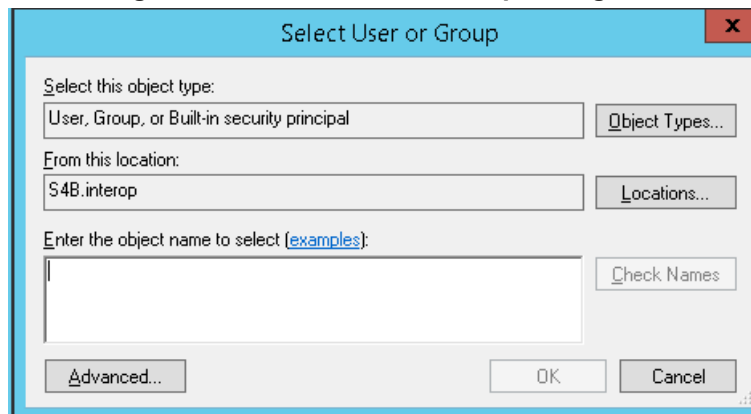 Select User or Group
x
Select this object type:
User, Group, or Built-in security principal
Object Types...
From this location:
S4B.interop
Locations...
Enter the object name to select (examples):
Check Names
Advanced...
OK
Cancel